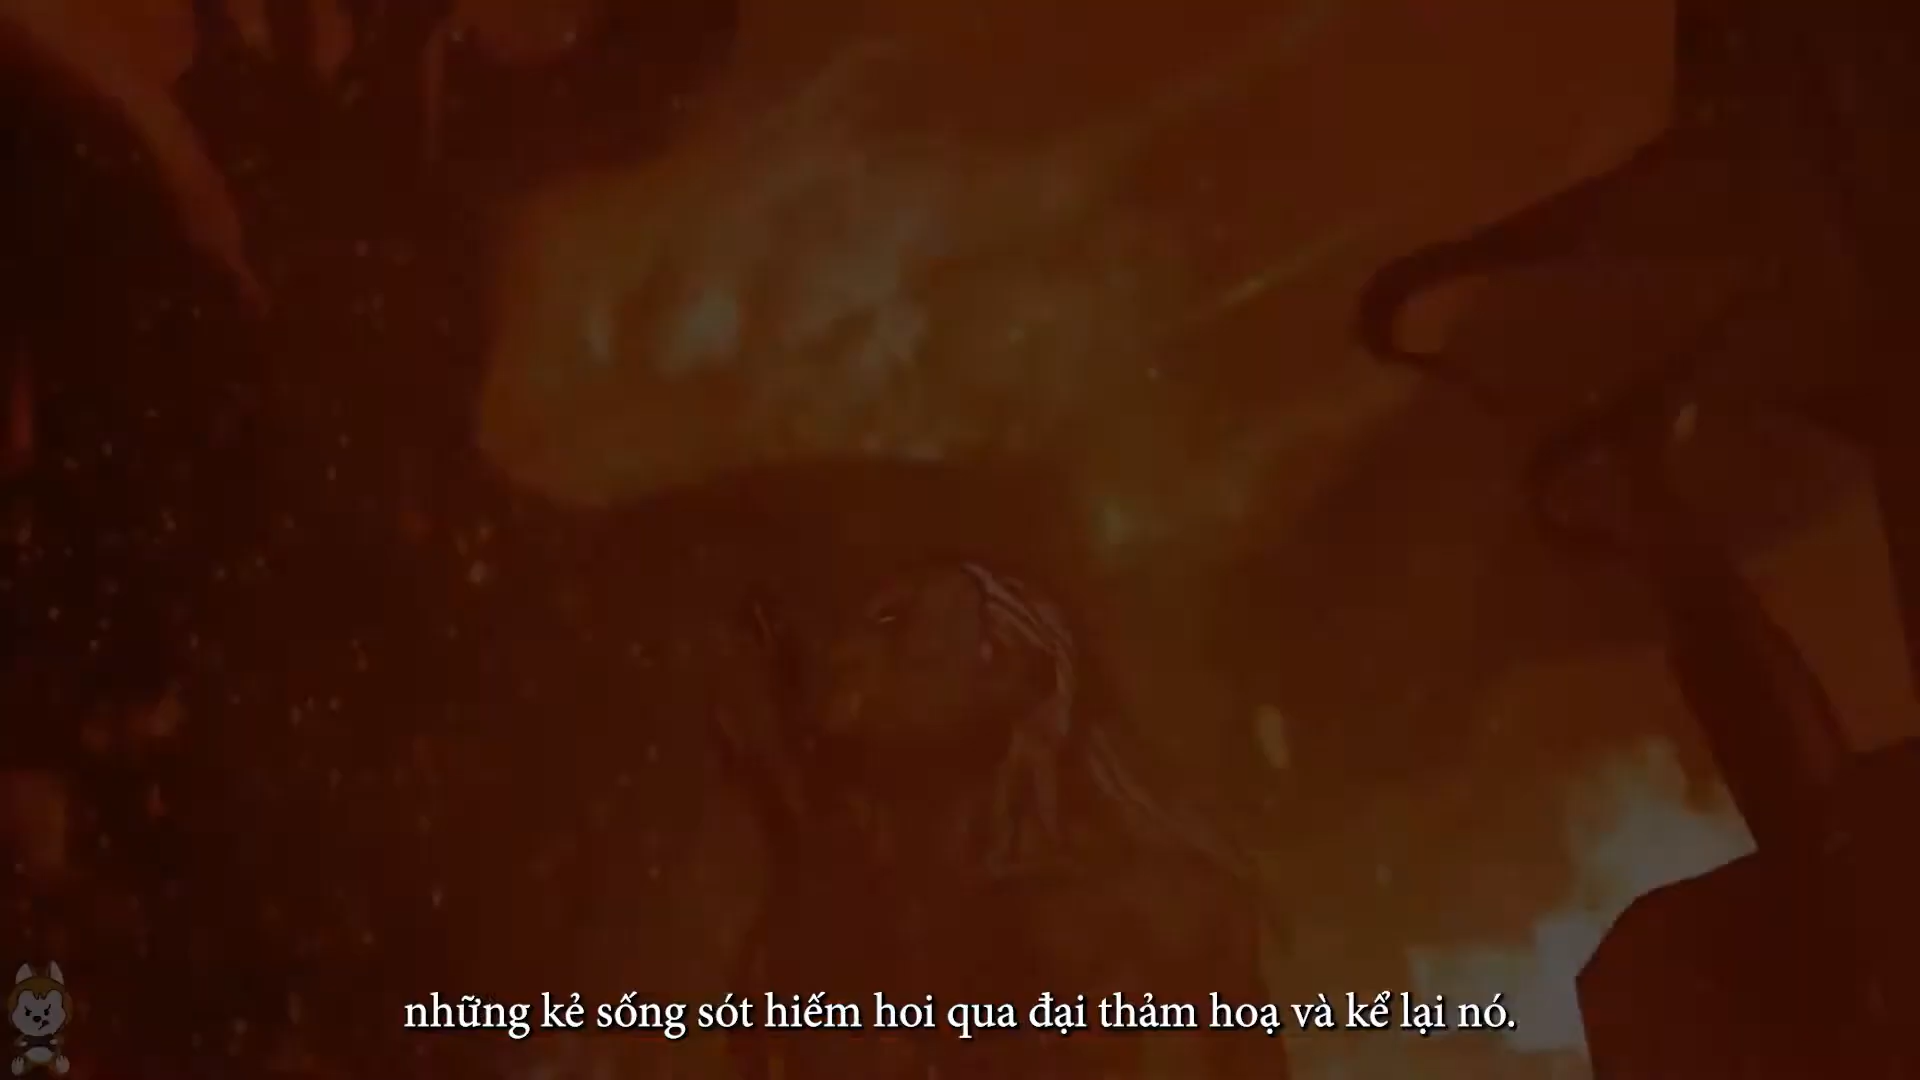 những kẻ sống sót hiếm hoi qua đại thảm hoạ và kể lại nó.